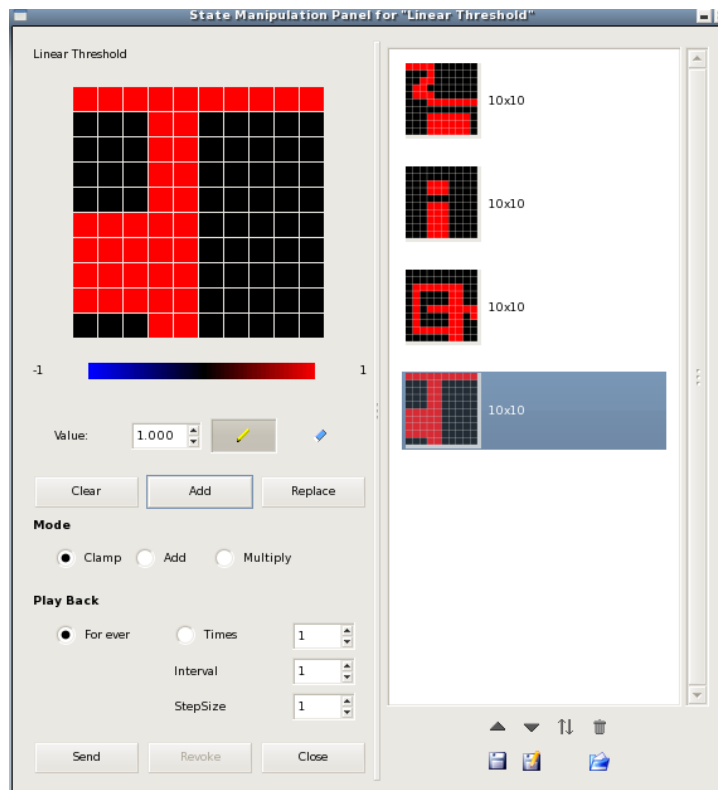 State Manipulation Panel for "Linear Threshold"
Linear Threshold
-1 1
Value: 1.000
Clear Add Replace
Mode
Clamp Add Multiply
Play Back
For ever Times 1
Interval 1
StepSize 1
Send Revoke Close
10x10
10x10
10x10
10x10